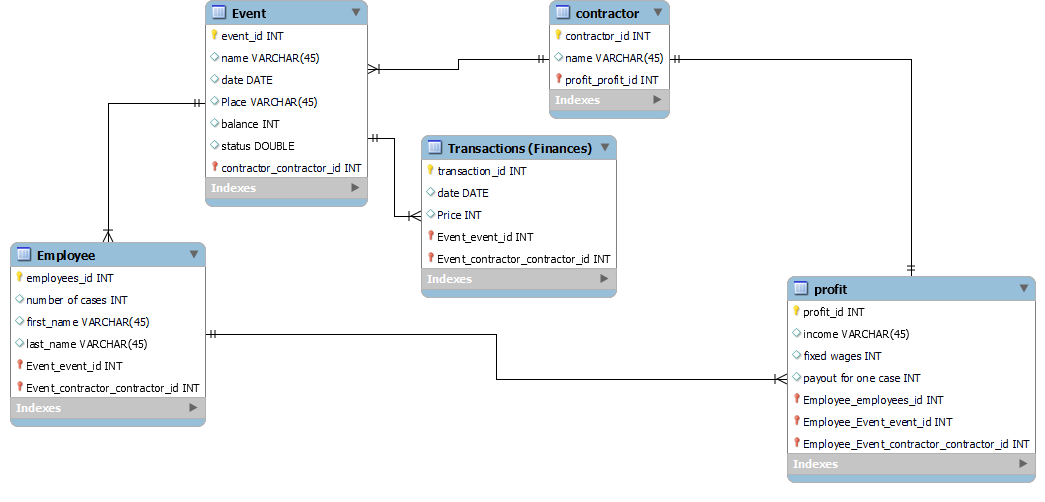 Event
event_id INT
name VARCHAR(45)
date DATE
Place VARCHAR(45)
balance INT
status DOUBLE
contractor_contractor_id INT
Indexes
contractor
contractor_id INT
name VARCHAR(45)
profit_profit_id INT
Indexes
Transactions (Finances)
transaction_id INT
date DATE
Price INT
Event_event_id INT
Event_contractor_contractor_id INT
Indexes
Employee
employees_id INT
number of cases INT
first_name VARCHAR(45)
last_name VARCHAR(45)
Event_event_id INT
Event_contractor_contractor_id INT
Indexes
profit
profit_id INT
income VARCHAR(45)
fixed wages INT
payout for one case INT
Employee_employees_id INT
Employee_Event_event_id INT
Employee_Event_contractor_contractor_id INT
Indexes